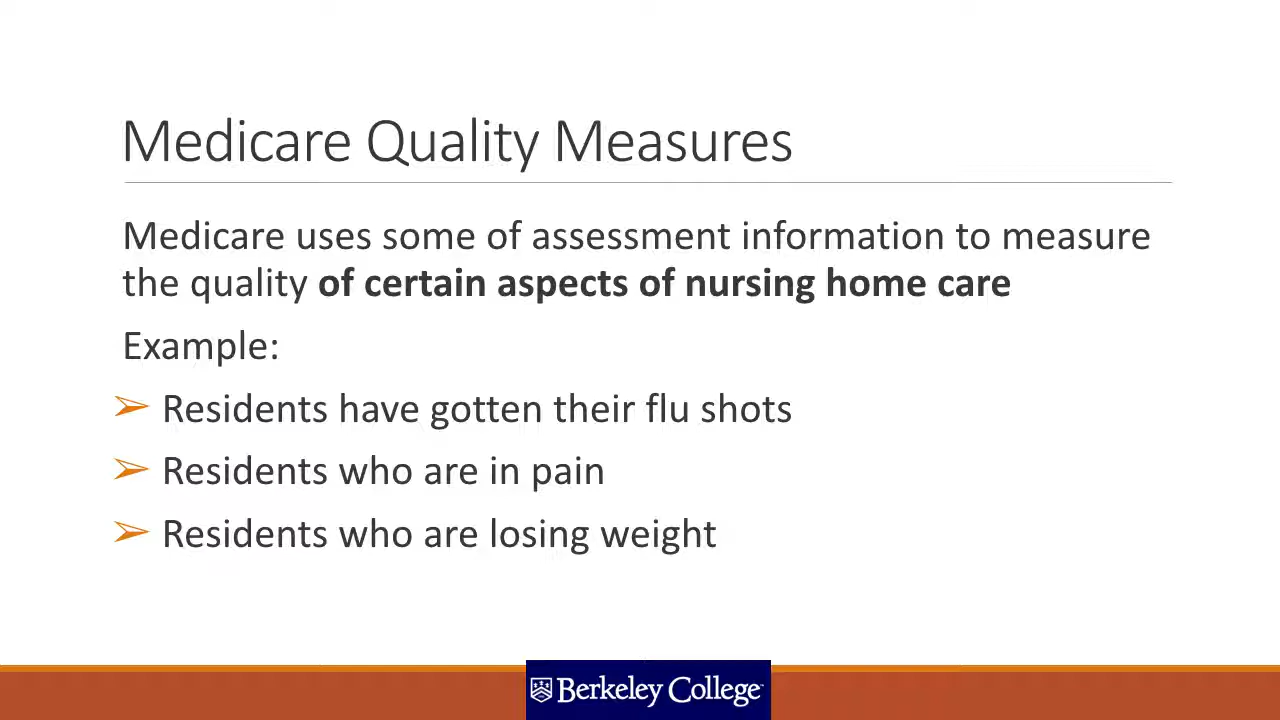 Medicare Quality Measures
Medicare uses some of assessment information to measure
the quality of certain aspects of nursing home care
Example:
➢ Residents have gotten their flu shots
➢ Residents who are in pain
➢ Residents who are losing weight
Berkeley College